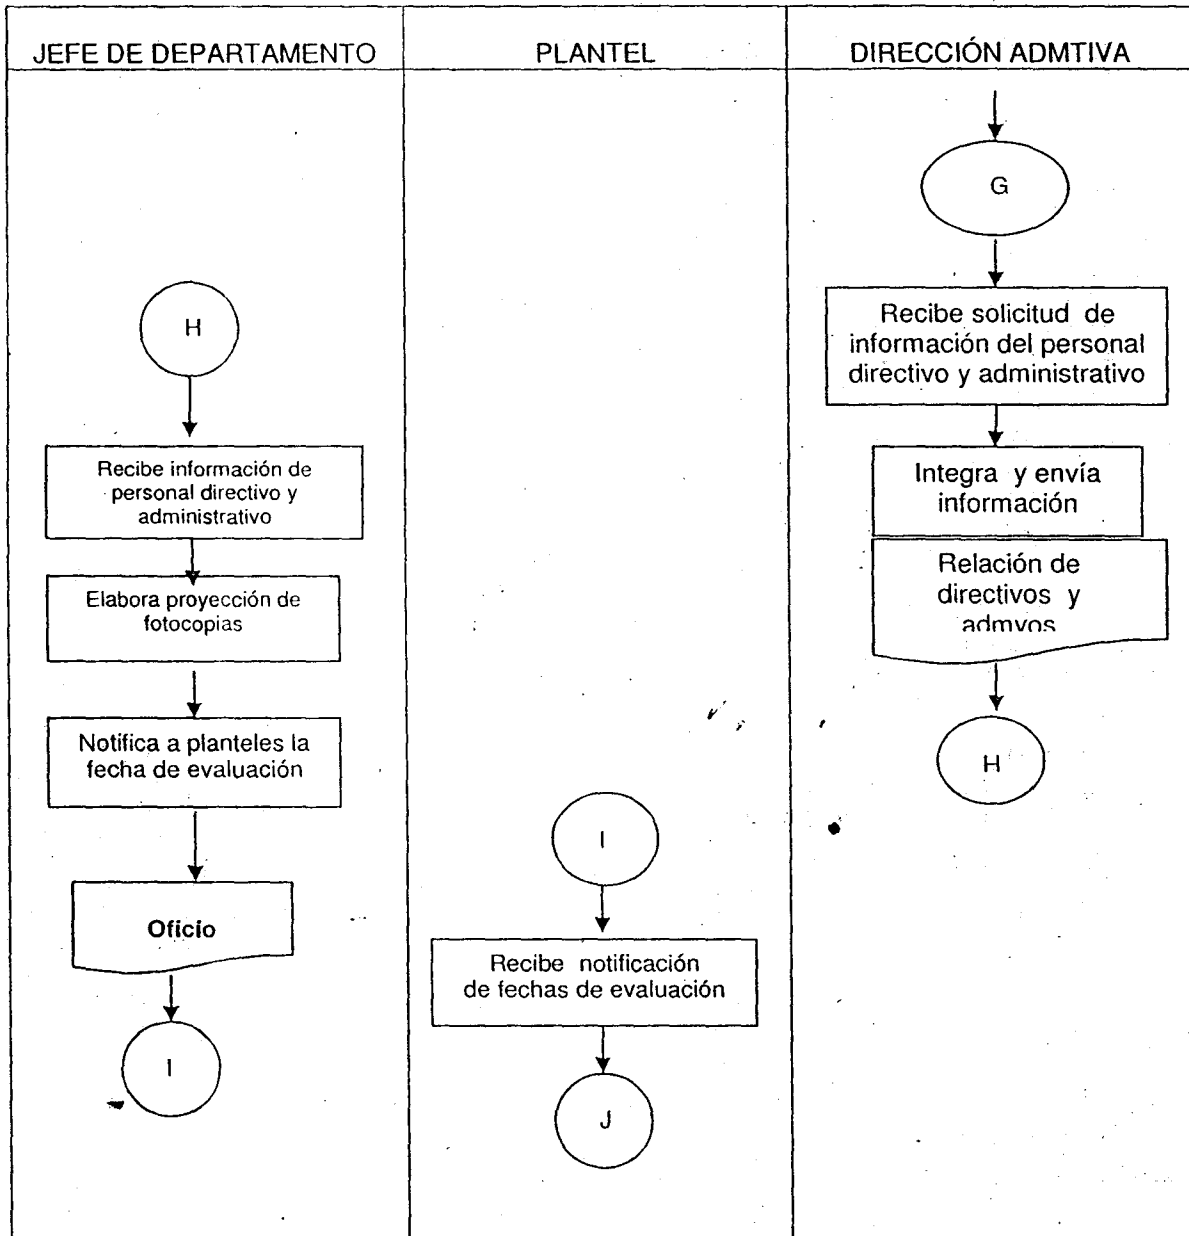 JEFE DE DEPARTAMENTO
PLANTEL
DIRECCIÓN ADMTIVA
H
Recibe información de
personal directivo y
administrativo
Elabora proyección de
fotocopias
Notifica a planteles la
fecha de evaluación
Oficio
I
I
Recibe notificación
de fechas de evaluación
J
G
Recibe solicitud de
información del personal
directivo y administrativo
Integra y envía
información
Relación de
directivos y
admvos
H